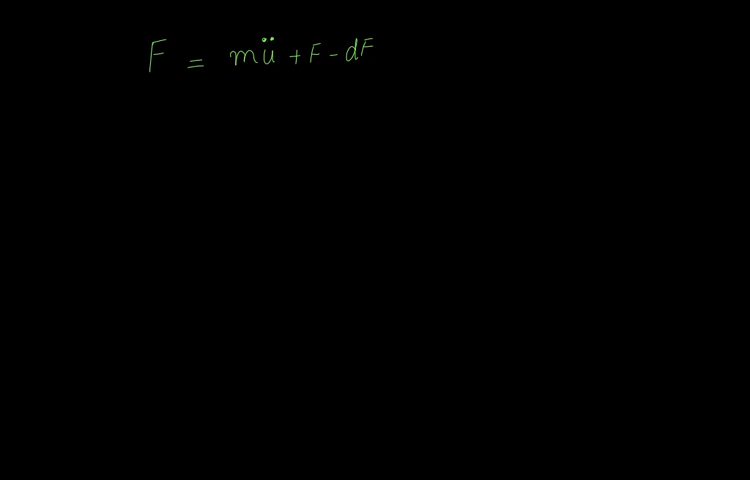 F = mü + F - dF